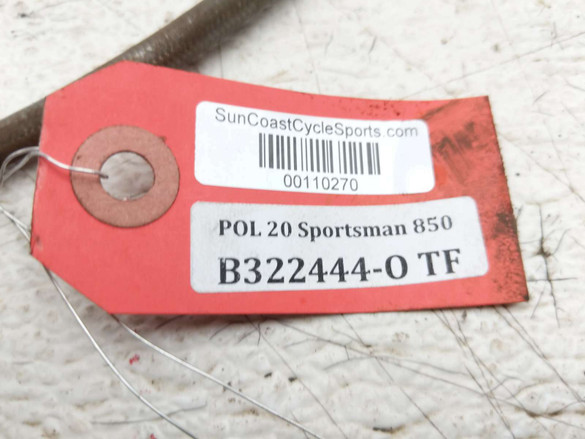 SunCoastCycleSports.com
00110270
POL 20 Sportsman 850
B322444-O TF